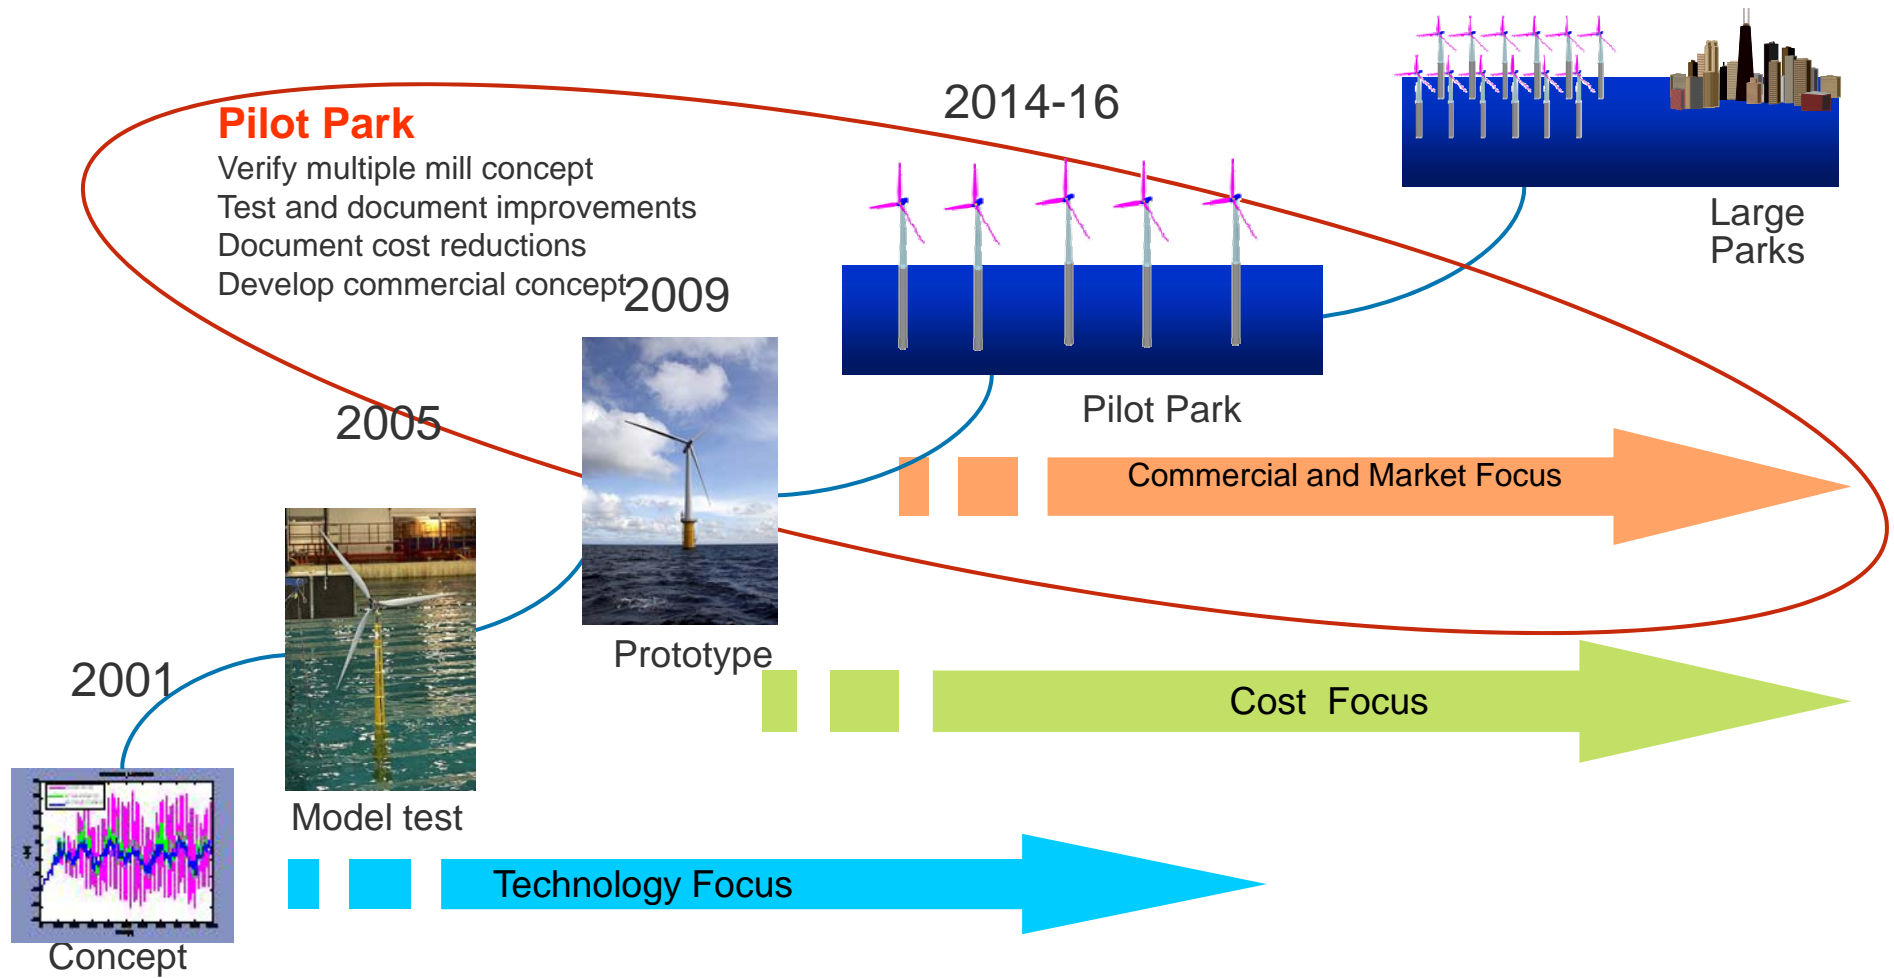 2014-16
Pilot Park
Verify multiple mill concept
Test and document improvements
Document cost reductions
Develop commercial concept
2009
Large
Parks
Pilot Park
2005
Commercial and Market Focus
Prototype
2001
Cost  Focus
Model test
Technology Focus
Concept